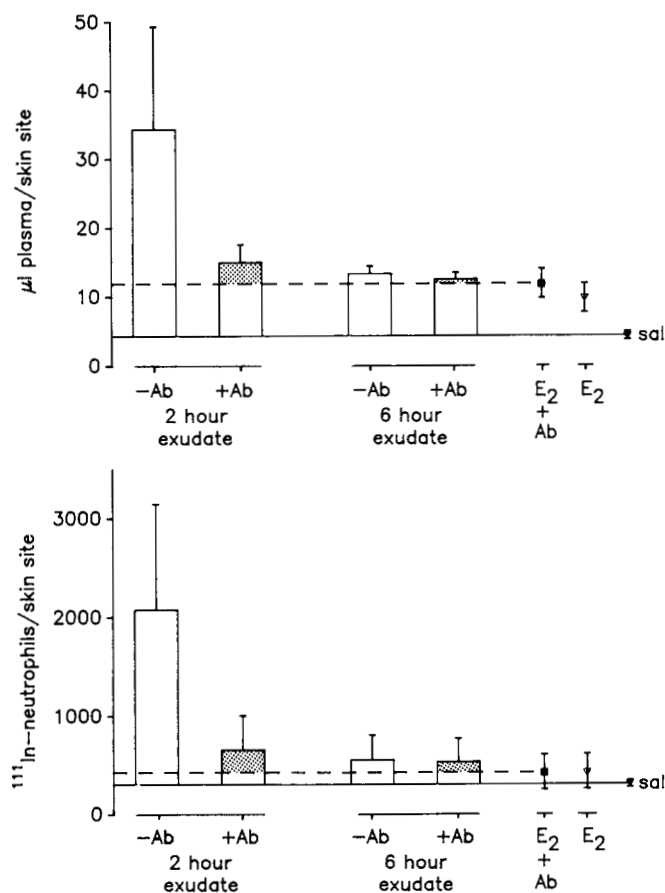 μl plasma/skin site
50
40
30
20
10
0
sal
−Ab
+Ab
−Ab
+Ab
E₂
+
Ab
E₂
2 hour
exudate
6 hour
exudate
¹¹¹In−neutrophils/skin site
3000
2000
1000
0
sal
−Ab
+Ab
−Ab
+Ab
E₂
+
Ab
E₂
2 hour
exudate
6 hour
exudate